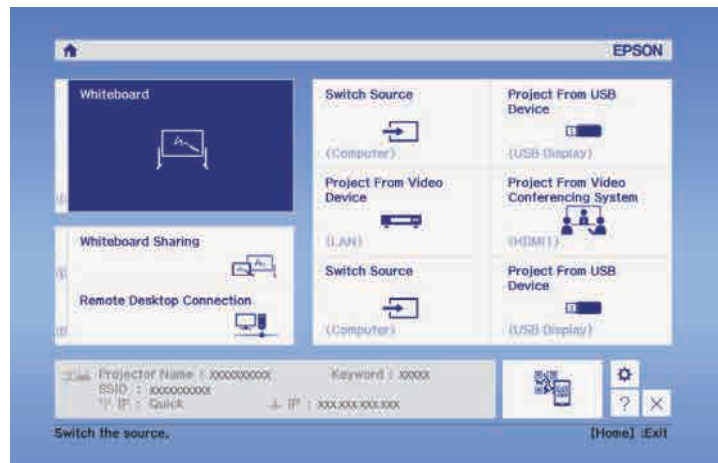 EPSON
Whiteboard
Whiteboard Sharing
Remote Desktop Connection
Switch Source
(Computer)
Project From USB
Device
(USB Display)
Project From Video
Device
(LAN)
Project From Video
Conferencing System
(HDMI1)
Switch Source
(Computer)
Project From USB
Device
(USB Display)
Projector Name : xxxxxxxxxx Keyword : xxxxx
SSID : xxxxxxxxxx
IP : Quick IP : xxx.xxx.xxx.xxx
?
Switch the source. [Home] :Exit